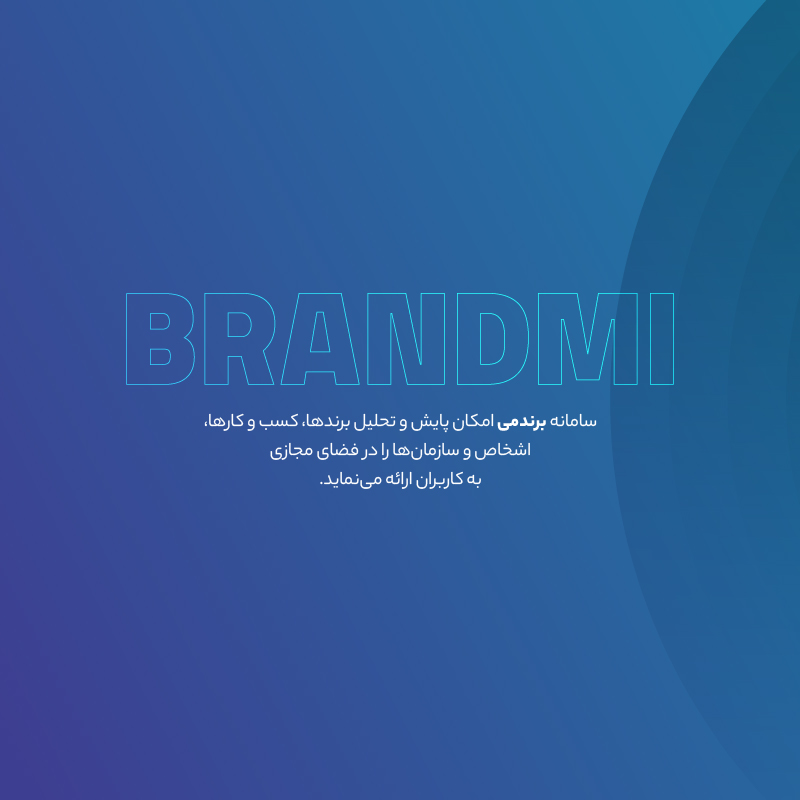 BRANDMI
سامانه برندمی امکان پایش و تحلیل برندها، کسب و کارها،
اشخاص و سازمان‌ها را در فضای مجازی
به کاربران ارائه می‌نماید.